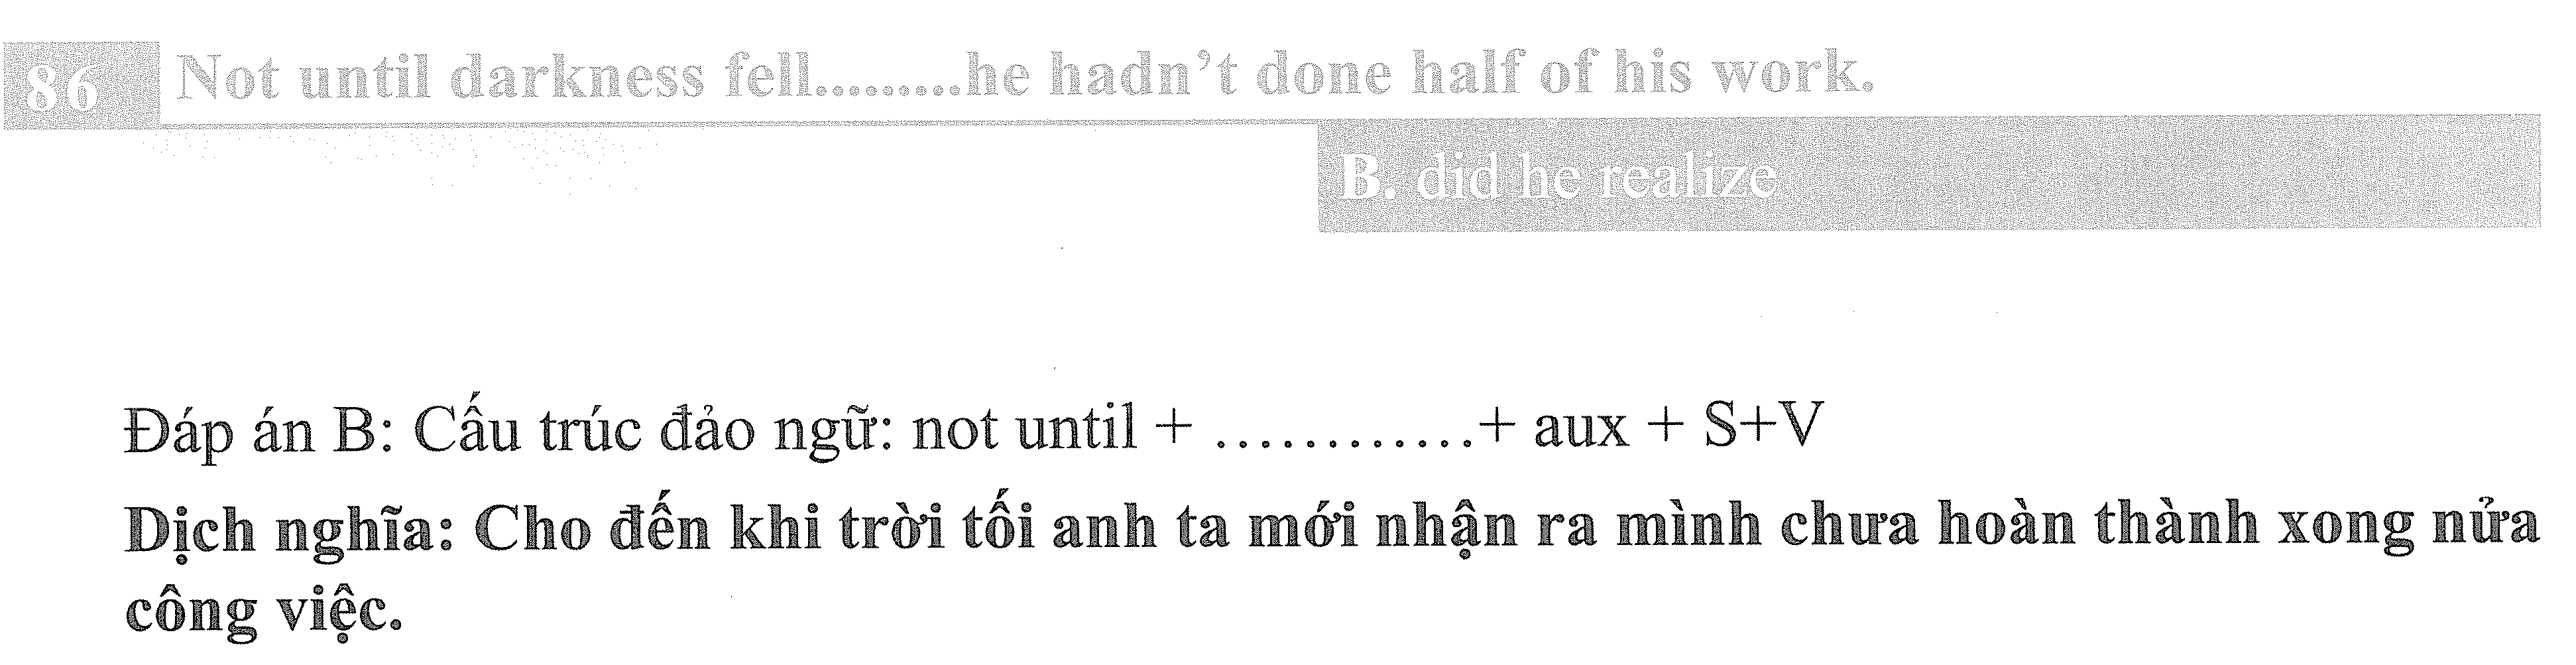 86 Not until darkness fell.........he hadn't done half of his work.
B. did he realize
Đáp án B: Cấu trúc đảo ngữ: not until + ............+ aux + S+V
Dịch nghĩa: Cho đến khi trời tối anh ta mới nhận ra mình chưa hoàn thành xong nửa
công việc.